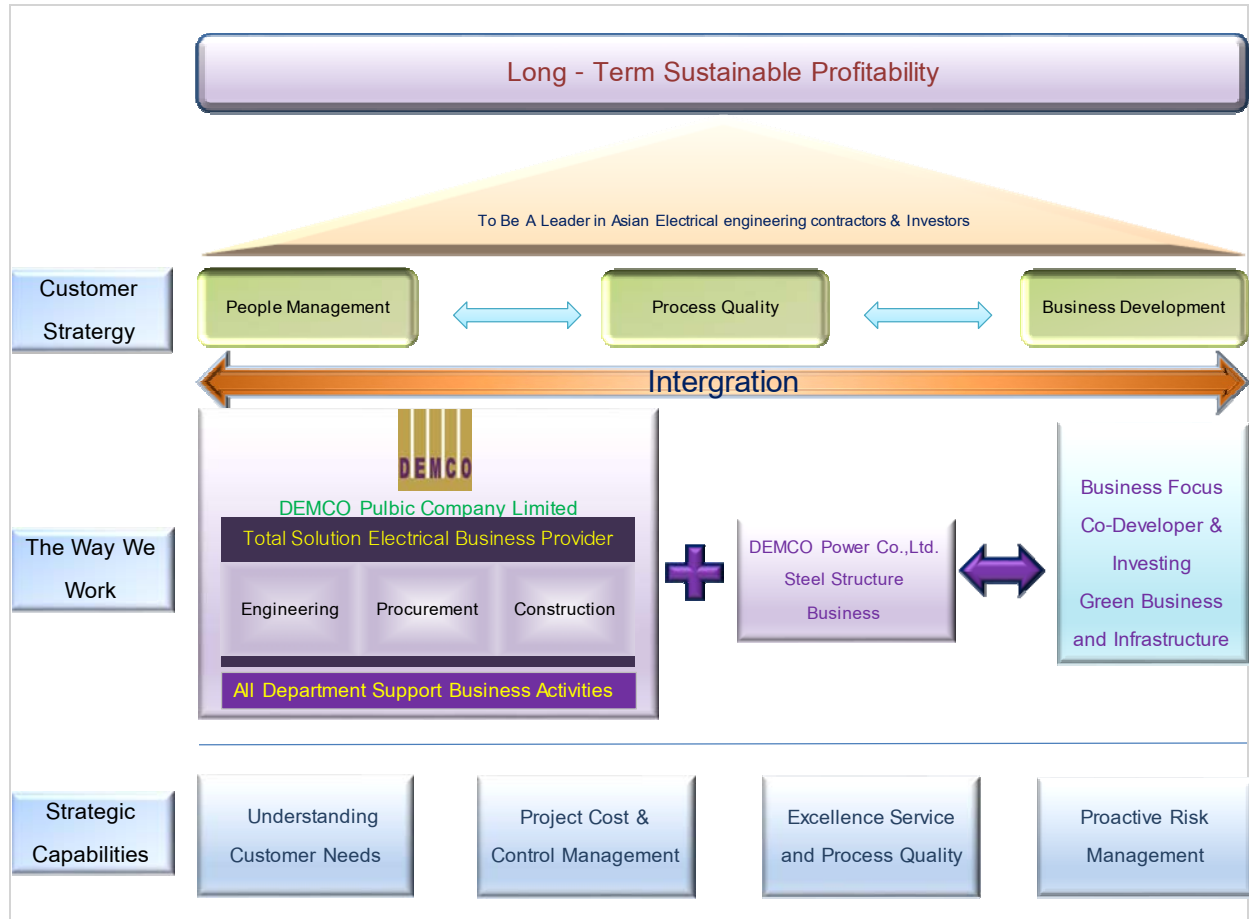 Long - Term Sustainable Profitability
To Be A Leader in Asian Electrical engineering contractors & Investors
Customer
Stratergy
People Management
Process Quality
Business Development
Intergration
The Way We
Work
DEMCO
DEMCO Pulbic Company Limited
Total Solution Electrical Business Provider
Engineering
Procurement
Construction
All Department Support Business Activities
DEMCO Power Co.,Ltd.
Steel Structure
Business
Business Focus
Co-Developer &
Investing
Green Business
and Infrastructure
Strategic
Capabilities
Understanding
Customer Needs
Project Cost &
Control Management
Excellence Service
and Process Quality
Proactive Risk
Management